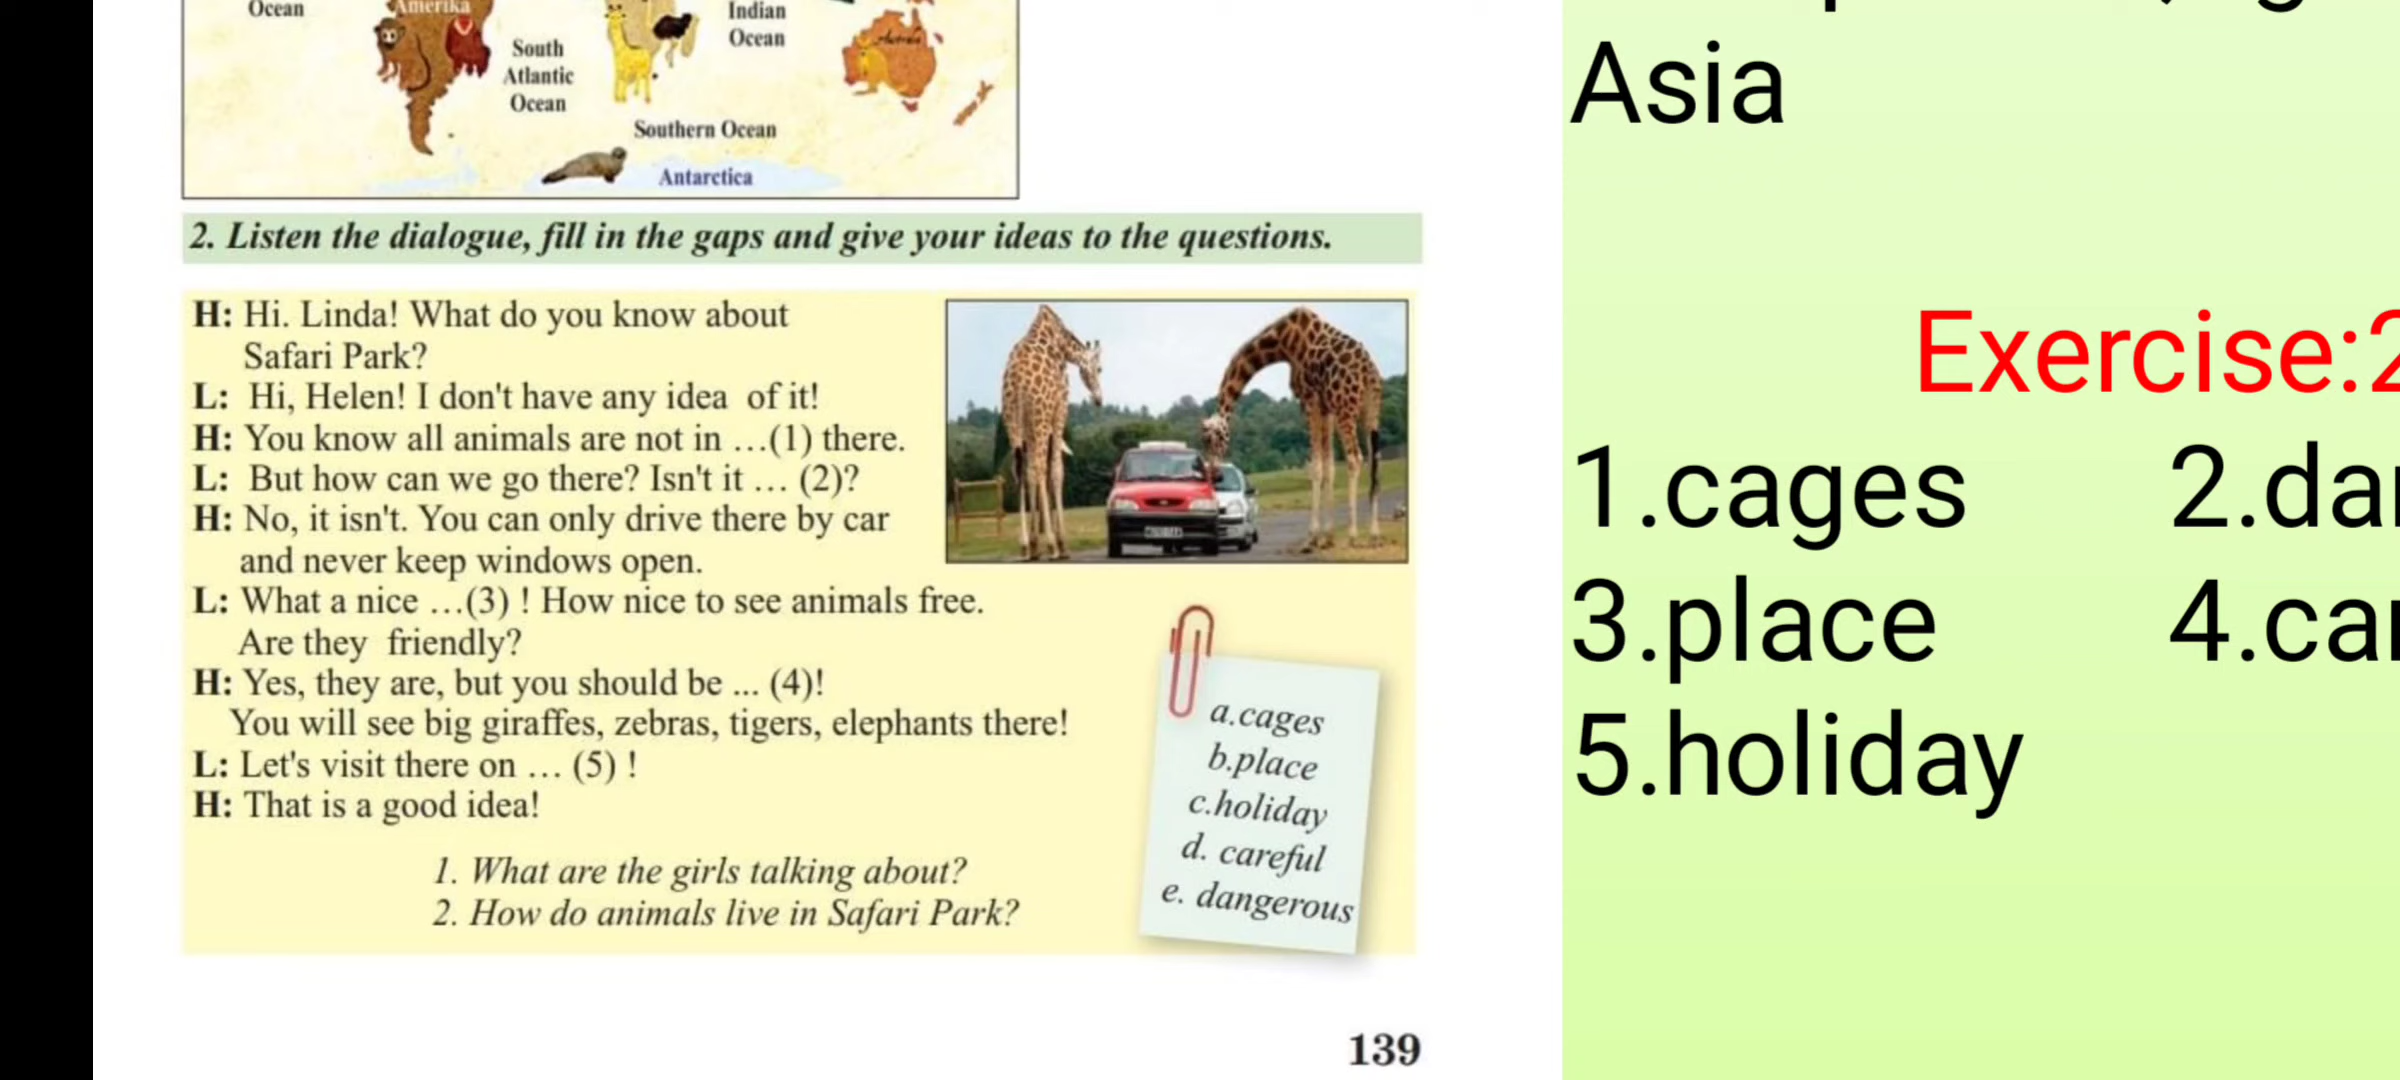 Ocean
Amerika
Indian
Ocean
South
Atlantic
Ocean
Southern Ocean
Antarctica
2. Listen the dialogue, fill in the gaps and give your ideas to the questions.
H: Hi. Linda! What do you know about
Safari Park?
L: Hi, Helen! I don't have any idea of it!
H: You know all animals are not in …(1) there.
L: But how can we go there? Isn't it … (2)?
H: No, it isn't. You can only drive there by car
and never keep windows open.
L: What a nice …(3) ! How nice to see animals free.
Are they friendly?
H: Yes, they are, but you should be ... (4)!
You will see big giraffes, zebras, tigers, elephants there!
L: Let's visit there on … (5) !
H: That is a good idea!
1. What are the girls talking about?
2. How do animals live in Safari Park?
a.cages
b.place
c.holiday
d. careful
e. dangerous
139
Asia
Exercise:2
1.cages 2.da
3.place 4.ca
5.holiday